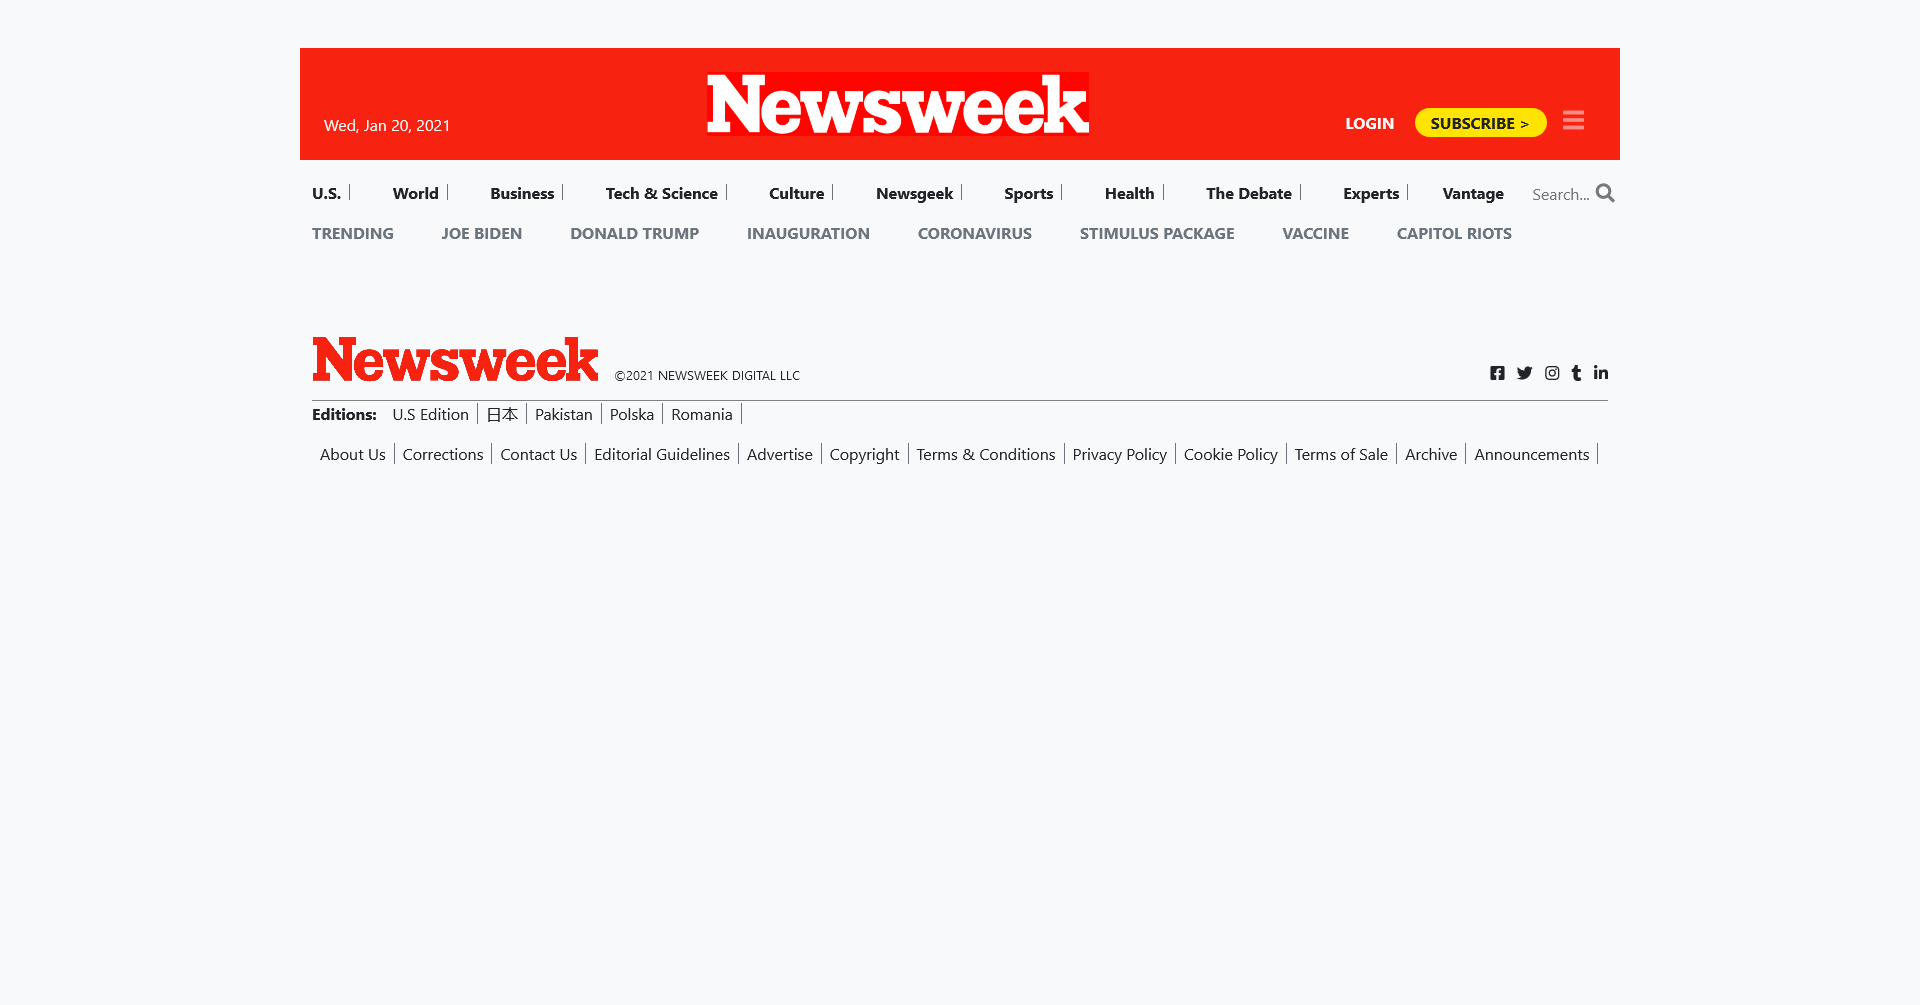 Newsweek
Wed, Jan 20, 2021
LOGIN
SUBSCRIBE >
U.S. World Business Tech & Science Culture Newsgeek Sports Health The Debate Experts Vantage Search...
TRENDING JOE BIDEN DONALD TRUMP INAUGURATION CORONAVIRUS STIMULUS PACKAGE VACCINE CAPITOL RIOTS
Newsweek ©2021 NEWSWEEK DIGITAL LLC
Editions: U.S Edition 日本 Pakistan Polska Romania
About Us Corrections Contact Us Editorial Guidelines Advertise Copyright Terms & Conditions Privacy Policy Cookie Policy Terms of Sale Archive Announcements